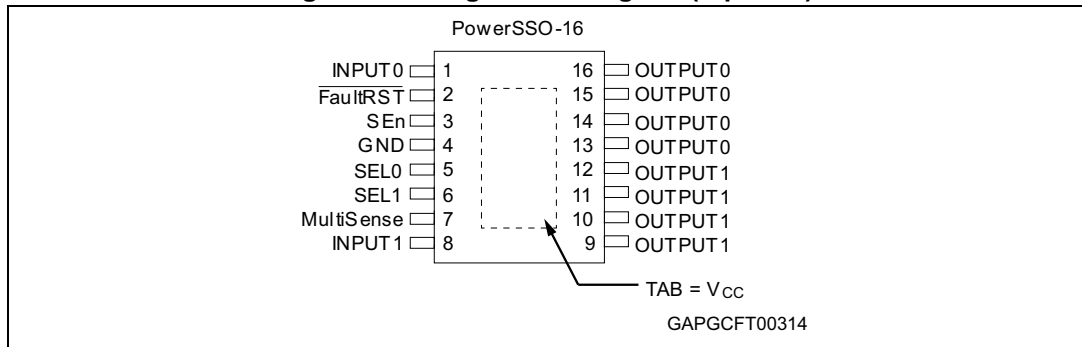 PowerSSO-16
INPUT0 1 16 OUTPUT0
FaultRST 2 15 OUTPUT0
SEn 3 14 OUTPUT0
GND 4 13 OUTPUT0
SEL0 5 12 OUTPUT1
SEL1 6 11 OUTPUT1
MultiSense 7 10 OUTPUT1
INPUT1 8 9 OUTPUT1
TAB = VCC
GAPGCFT00314